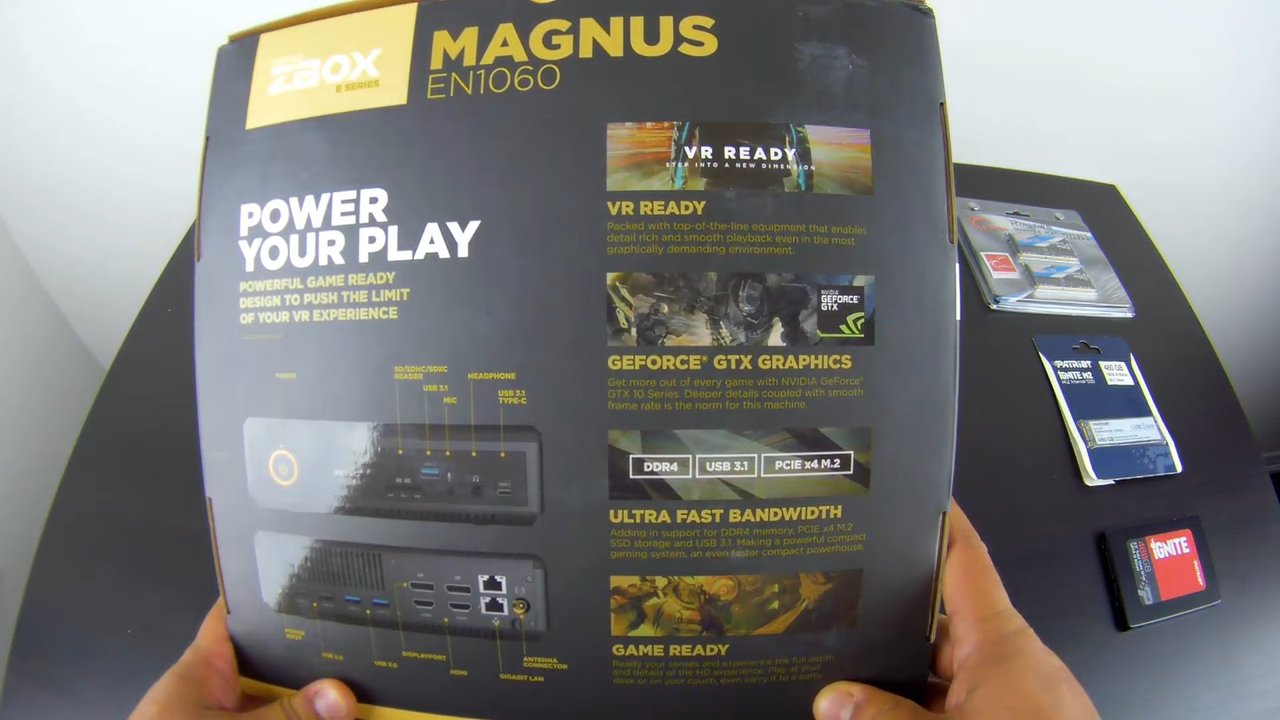 ZBOX
E SERIES
MAGNUS
EN1060
POWER
YOUR PLAY
POWERFUL GAME READY
DESIGN TO PUSH THE LIMIT
OF YOUR VR EXPERIENCE
VR READY
STEP INTO A NEW DIMENSION
VR READY
Packed with top-of-the-line equipment that enables
detail rich and smooth playback even in the most
graphically demanding environment.
NVIDIA
GEFORCE
GTX
GEFORCE® GTX GRAPHICS
Get more out of every game with NVIDIA GeForce®
GTX 10 Series. Deeper details coupled with smooth
frame rate is the norm for this machine.
DDR4
USB 3.1
PCIE x4 M.2
ULTRA FAST BANDWIDTH
Adding in support for DDR4 memory, PCIE x4 M.2
SSD storage and USB 3.1. Making a powerful compact
gaming system, an even faster compact powerhouse.
GAME READY
Ready your senses and experience the full depth
and details of the HD experience. Play at your
desk or on your couch, even carry it to a party.
POWER
SD/SDHC/SDXC
READER
USB 3.1
MIC
HEADPHONE
USB 3.1
TYPE-C
POWER
INPUT
USB 3.0
DISPLAYPORT
HDMI
GIGABIT LAN
ANTENNA
CONNECTOR
PATRIOT
IGNITE M2
480 GB
480 GB
IGNITE